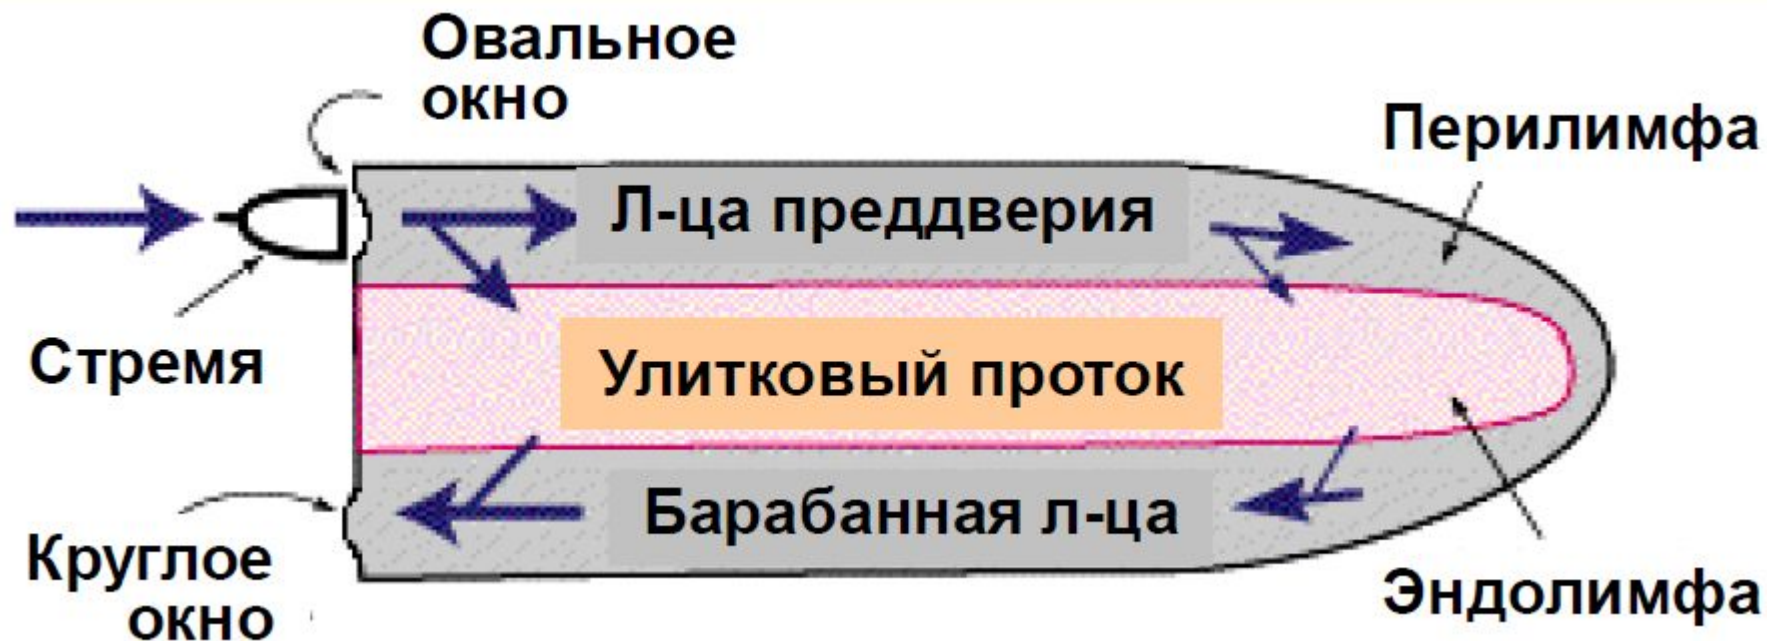 Овальное
окно
Перилимфа
Л-ца преддверия
Стремя
Улитковый проток
Барабанная л-ца
Круглое
окно
Эндолимфа